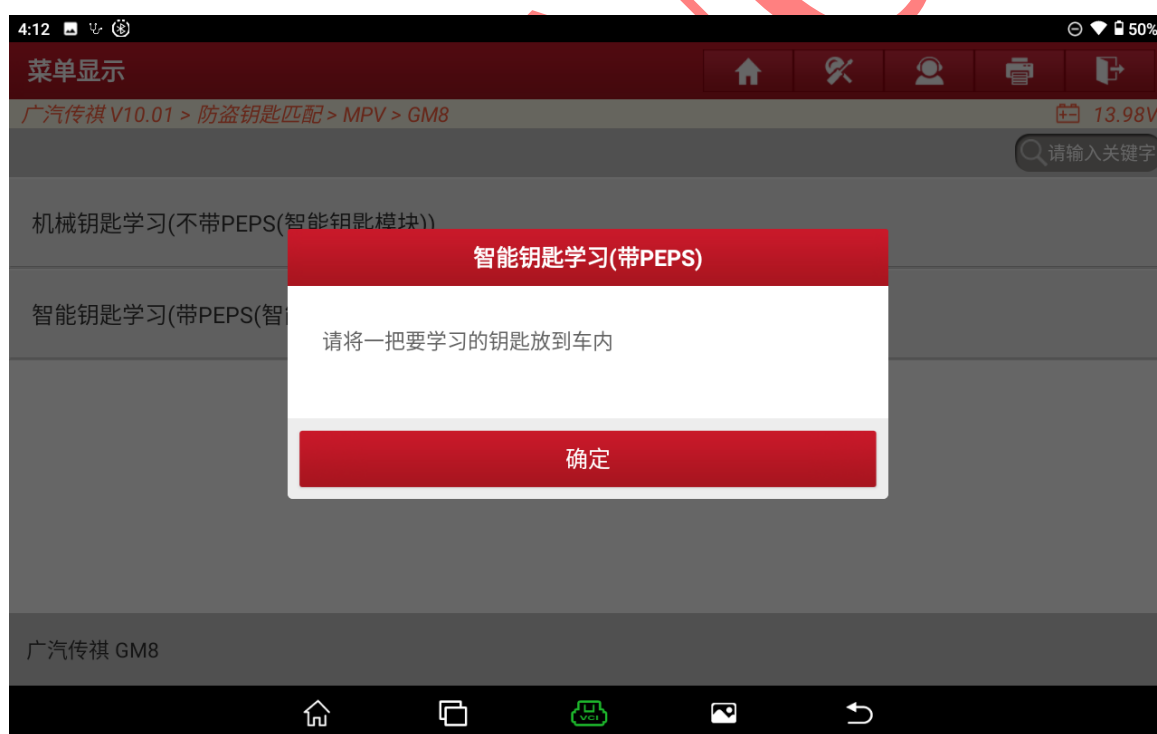 4:12
50%
菜单显示
广汽传祺 V10.01 > 防盗钥匙匹配 > MPV > GM8
13.98V
请输入关键字
机械钥匙学习(不带PEPS(智能钥匙模块))
智能钥匙学习(带PEPS)
智能钥匙学习(带PEPS(智
请将一把要学习的钥匙放到车内
确定
广汽传祺 GM8
VCI